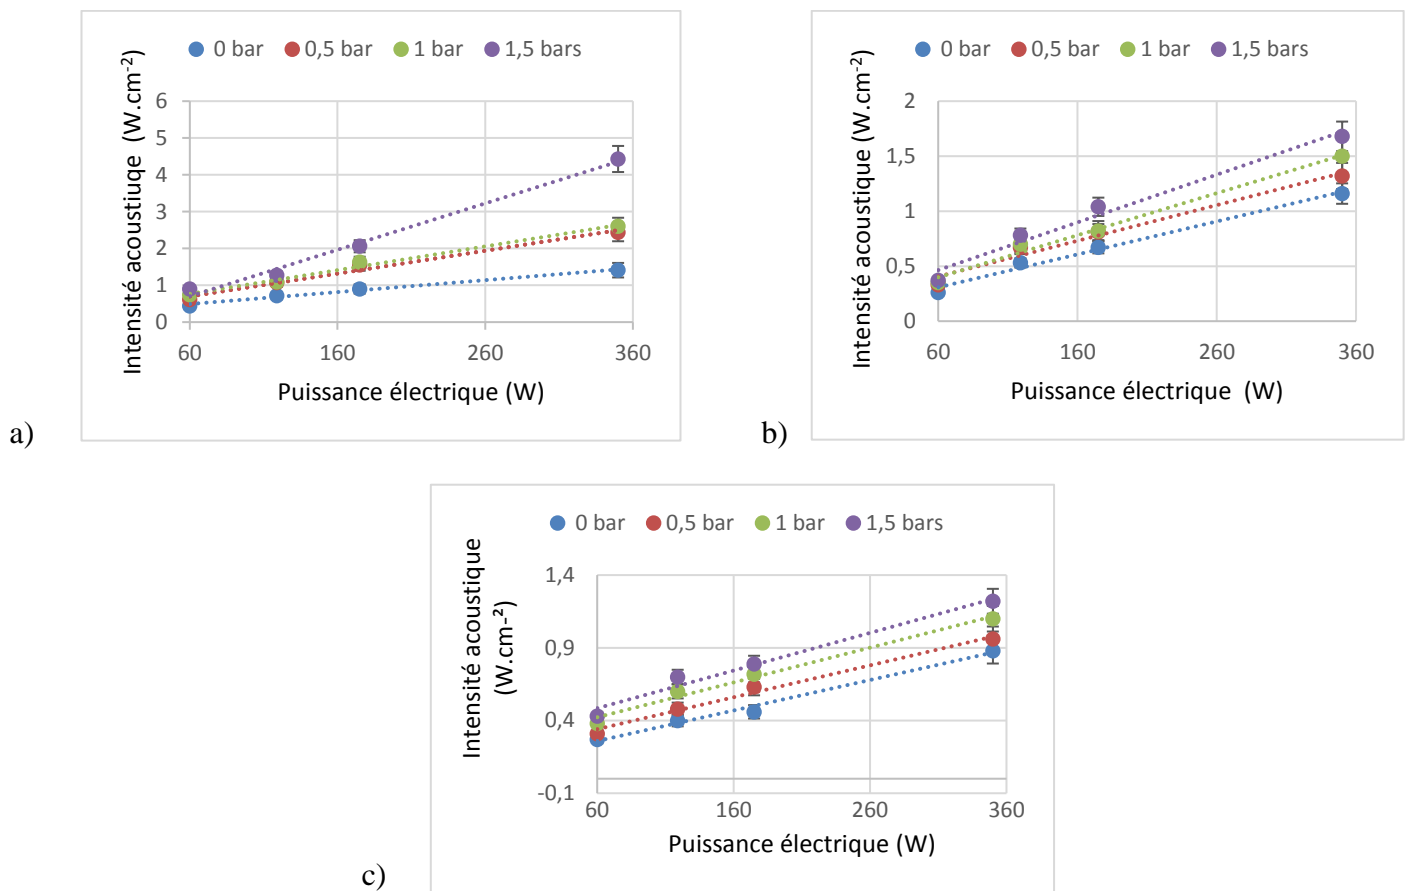 0 bar 0,5 bar 1 bar 1,5 bars
Intensité acoustiuqe (W.cm-2)
6
5
4
3
2
1
0
60 160 260 360
Puissance électrique (W)
a)
0 bar 0,5 bar 1 bar 1,5 bars
Intensité acoustique (W.cm-2)
2
1,5
1
0,5
0
60 160 260 360
Puissance électrique (W)
b)
0 bar 0,5 bar 1 bar 1,5 bars
Intensité acoustique
(W.cm-²)
1,4
0,9
0,4
-0,1
60 160 260 360
Puissance électrique (W)
c)